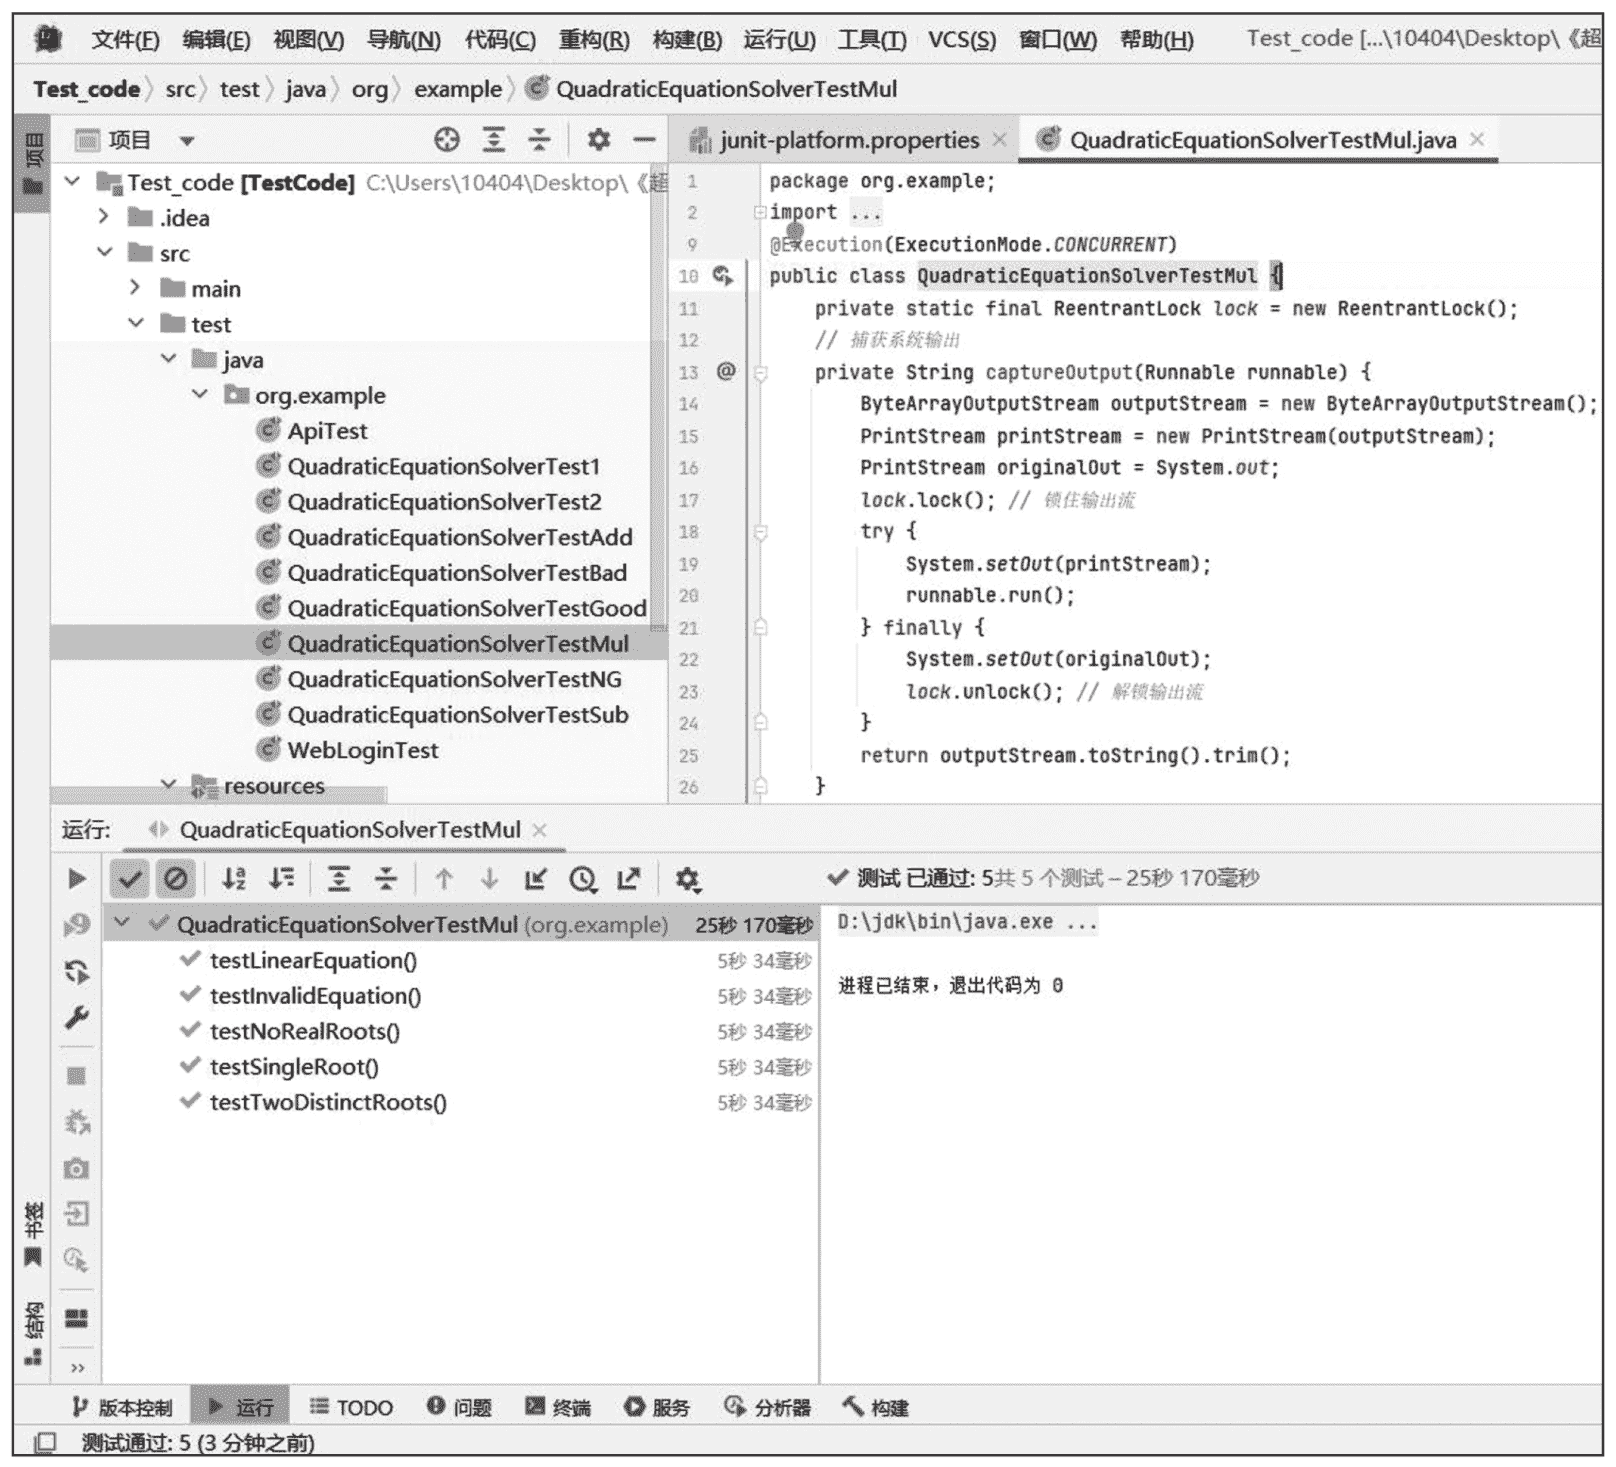 文件(F) 编辑(E) 视图(V) 导航(N) 代码(C) 重构(R) 构建(B) 运行(U) 工具(T) VCS(S) 窗口(W) 帮助(H) Test_code [...\10404\Desktop\《超
Test_code 〉 src 〉 test 〉 java 〉 org 〉 example 〉 QuadraticEquationSolverTestMul
项目
项目
Test_code [TestCode] C:\Users\10404\Desktop\《超
.idea
src
main
test
java
org.example
ApiTest
QuadraticEquationSolverTest1
QuadraticEquationSolverTest2
QuadraticEquationSolverTestAdd
QuadraticEquationSolverTestBad
QuadraticEquationSolverTestGood
QuadraticEquationSolverTestMul
QuadraticEquationSolverTestNG
QuadraticEquationSolverTestSub
WebLoginTest
resources
junit-platform.properties × QuadraticEquationSolverTestMul.java ×
1 package org.example;
2 import ...
9 @Execution(ExecutionMode.CONCURRENT)
10 public class QuadraticEquationSolverTestMul {
11 private static final ReentrantLock lock = new ReentrantLock();
12 // 捕获系统输出
13 @ private String captureOutput(Runnable runnable) {
14 ByteArrayOutputStream outputStream = new ByteArrayOutputStream();
15 PrintStream printStream = new PrintStream(outputStream);
16 PrintStream originalOut = System.out;
17 lock.lock(); // 锁住输出流
18 try {
19 System.setOut(printStream);
20 runnable.run();
21 } finally {
22 System.setOut(originalOut);
23 lock.unlock(); // 解锁输出流
24 }
25 return outputStream.toString().trim();
26 }
运行: QuadraticEquationSolverTestMul ×
测试 已通过: 5共 5 个测试 – 25秒 170毫秒
QuadraticEquationSolverTestMul (org.example) 25秒 170毫秒
testLinearEquation() 5秒 34毫秒
testInvalidEquation() 5秒 34毫秒
testNoRealRoots() 5秒 34毫秒
testSingleRoot() 5秒 34毫秒
testTwoDistinctRoots() 5秒 34毫秒
D:\jdk\bin\java.exe ...
进程已结束，退出代码为 0
书签
结构
版本控制 运行 TODO 问题 终端 服务 分析器 构建
测试通过: 5 (3 分钟之前)